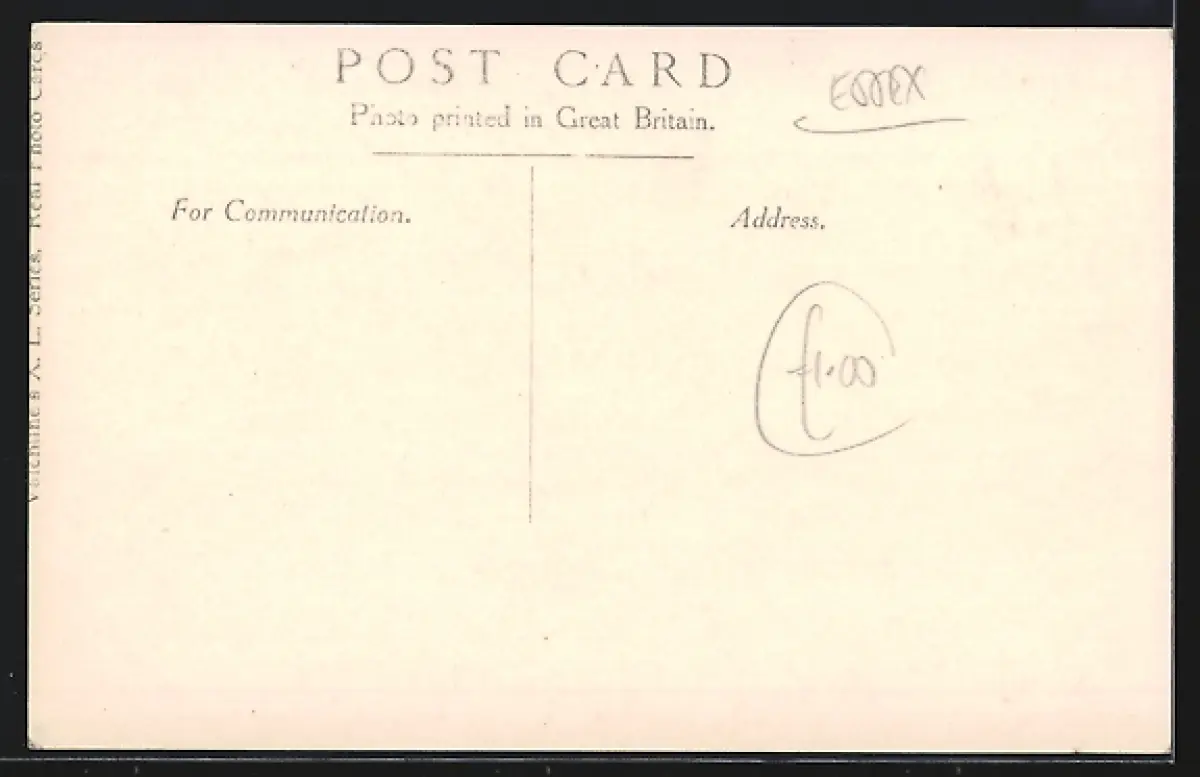 POST CARD
Photo printed in Great Britain.
ESSEX
For Communication.
Address.
£1.00
Valentine's X. L. Series. Real Photo Cards